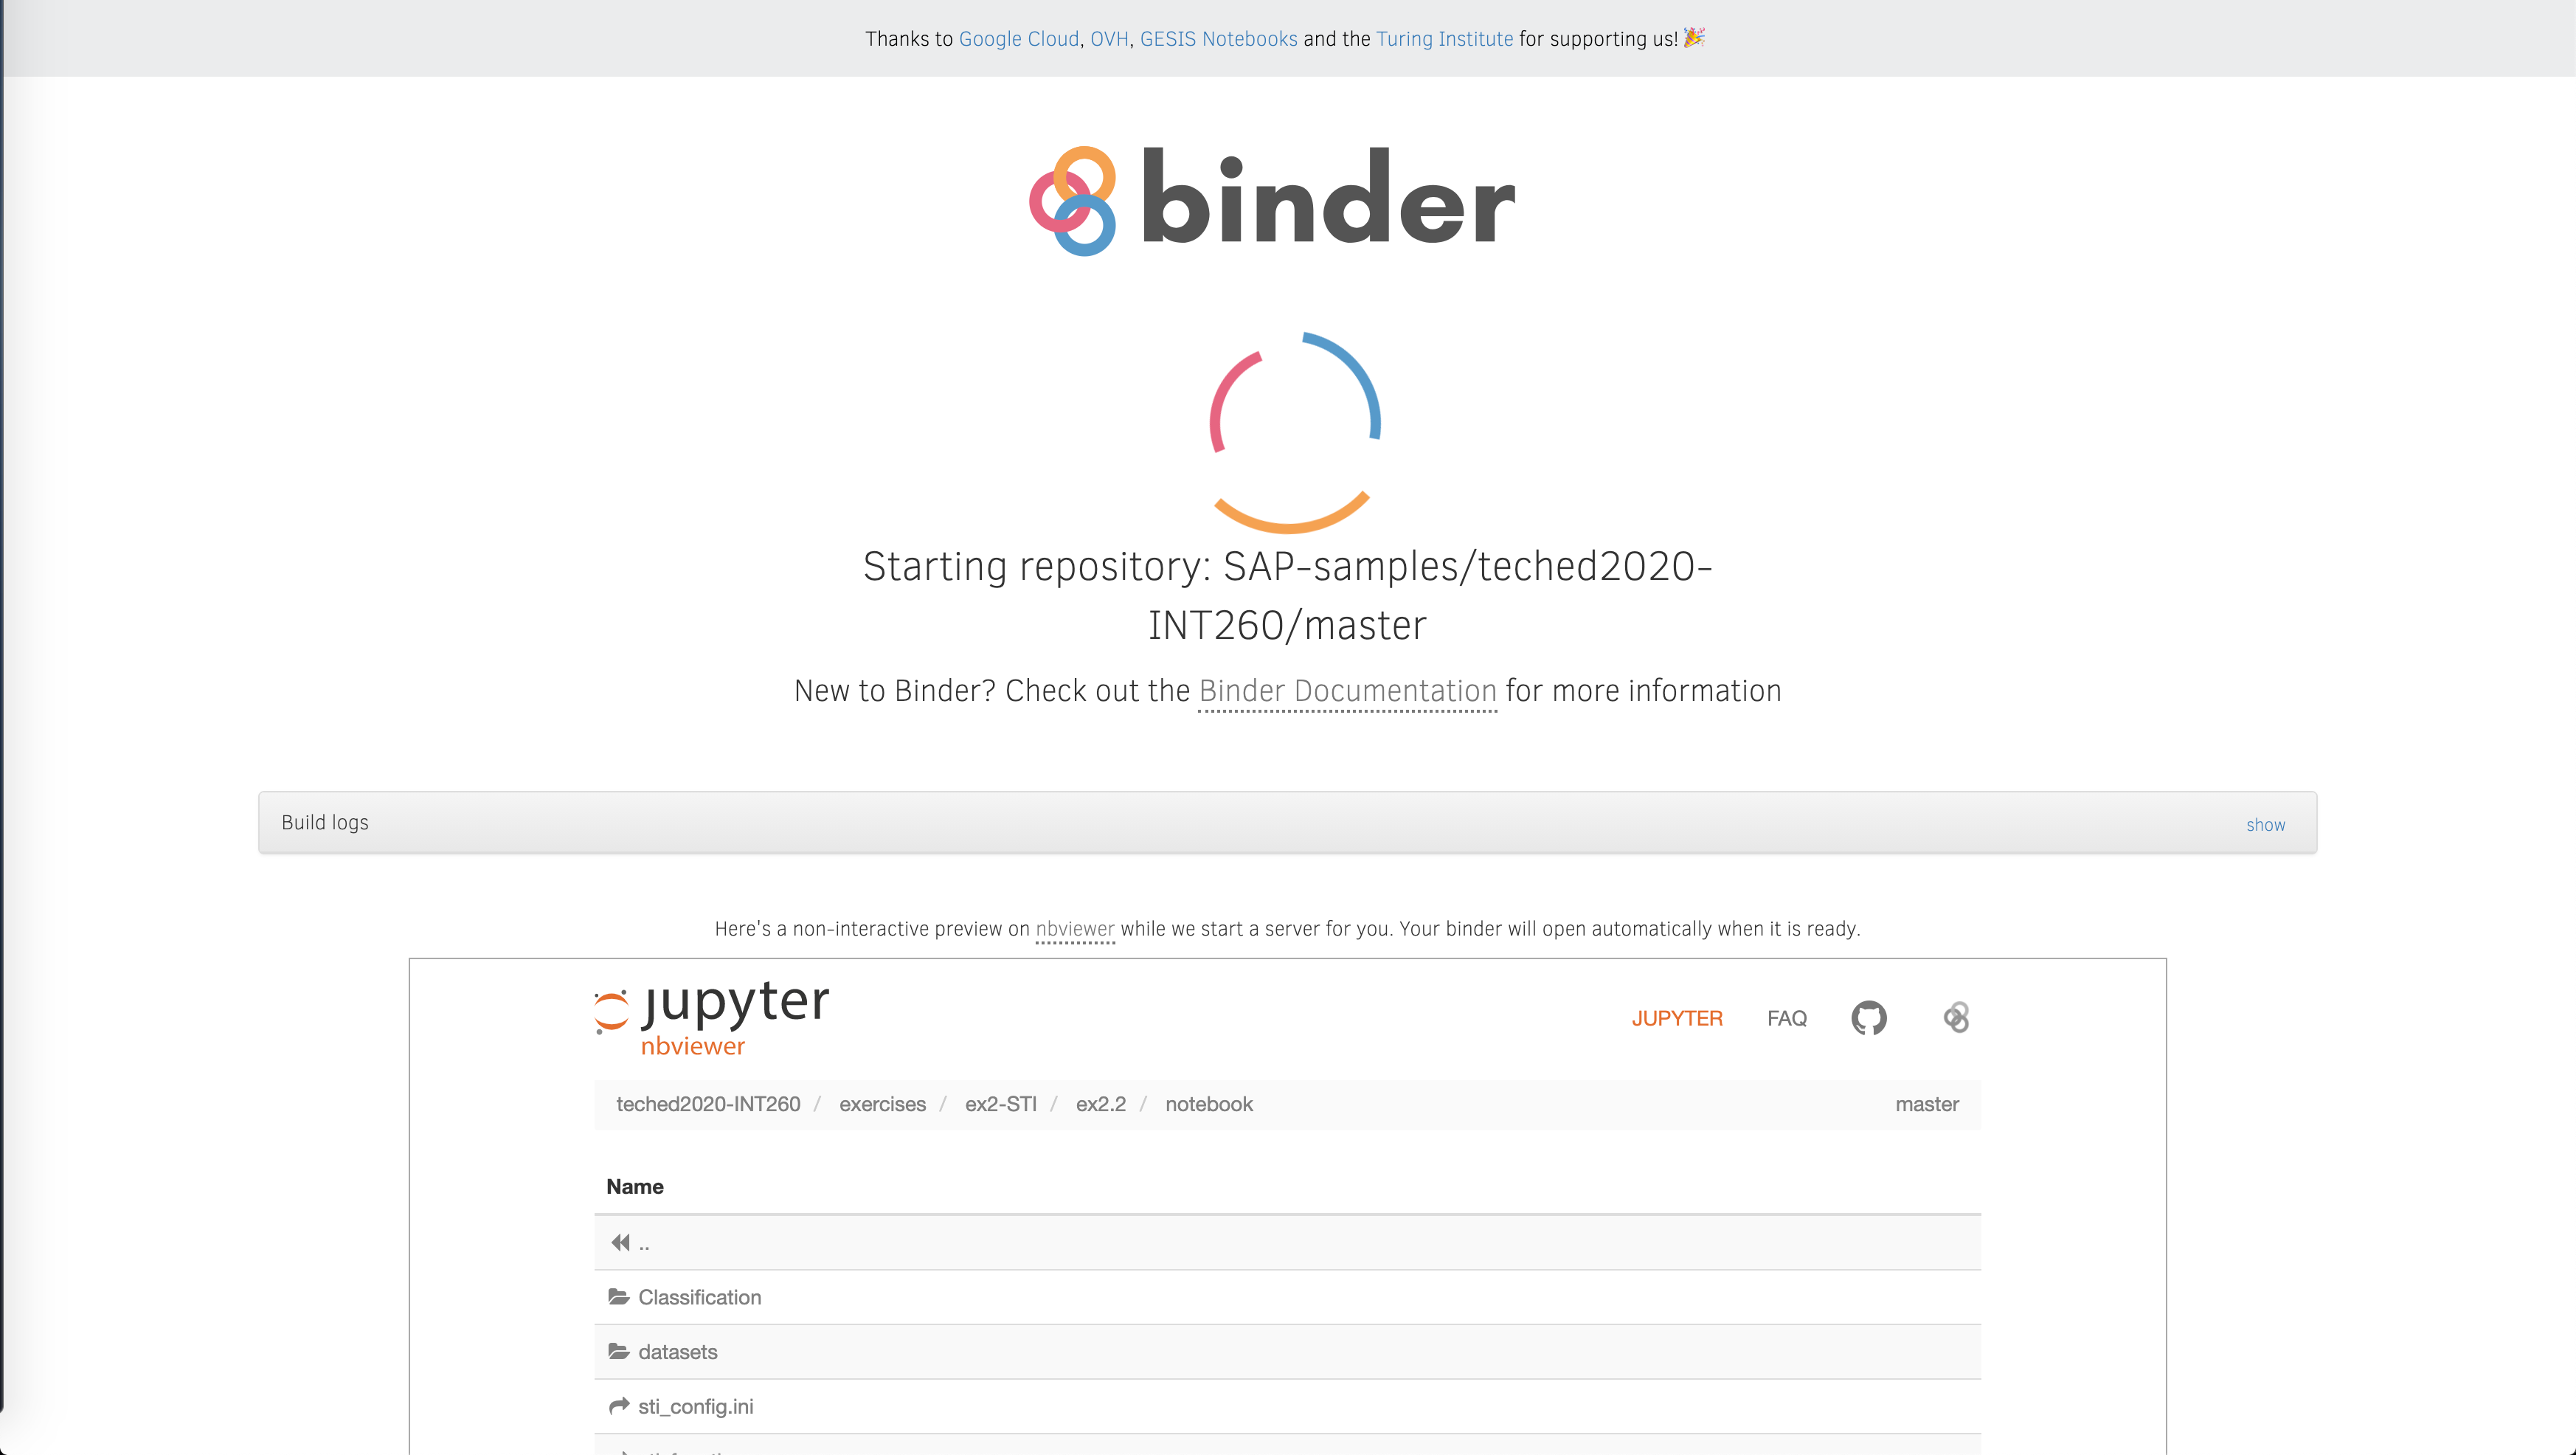 Thanks to Google Cloud, OVH, GESIS Notebooks and the Turing Institute for supporting us! 🎉
binder
Starting repository: SAP-samples/teched2020-
INT260/master
New to Binder? Check out the Binder Documentation for more information
Build logs
show
Here's a non-interactive preview on nbviewer while we start a server for you. Your binder will open automatically when it is ready.
jupyter
nbviewer
JUPYTER
FAQ
teched2020-INT260 / exercises / ex2-STI / ex2.2 / notebook
master
Name
..
Classification
datasets
sti_config.ini